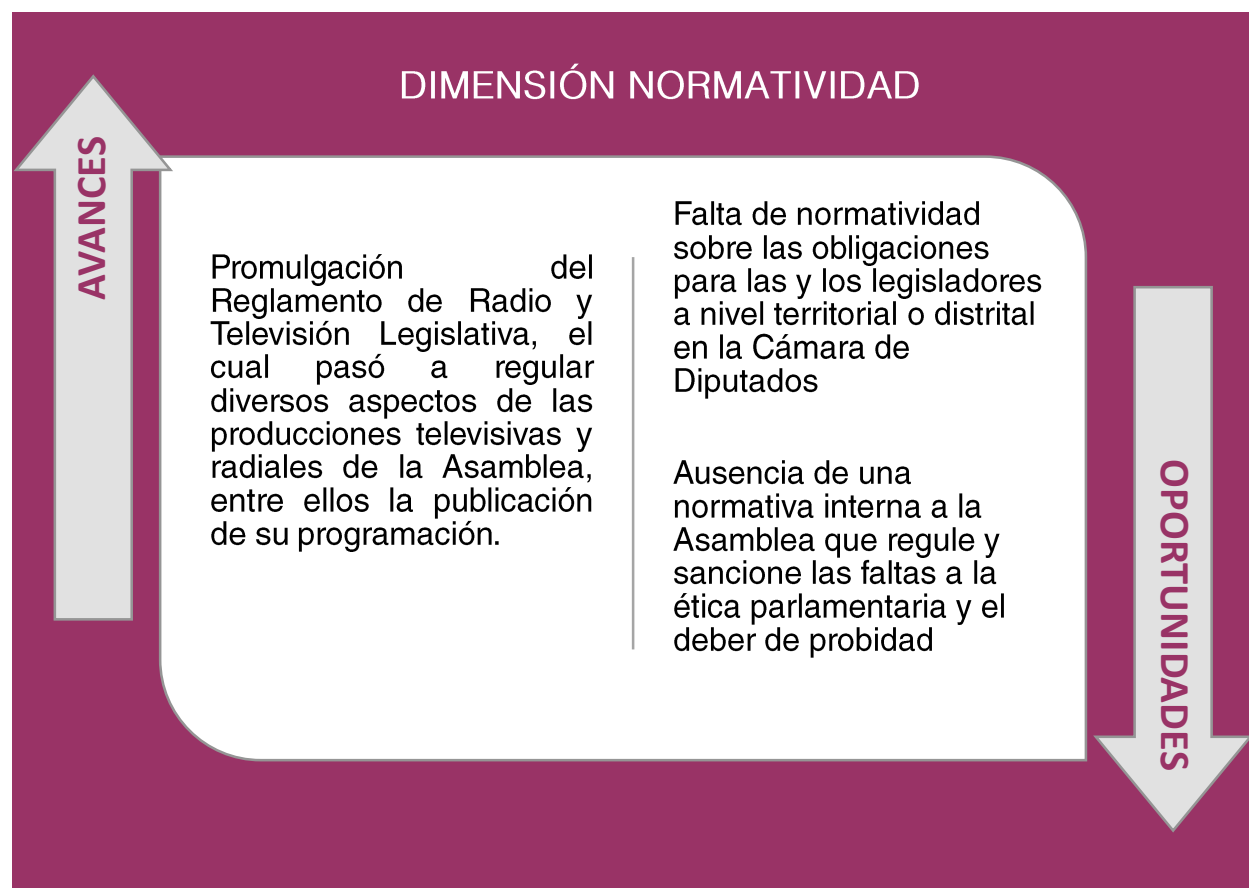 DIMENSIÓN NORMATIVIDAD
AVANCES
Promulgación del
Reglamento de Radio y
Televisión Legislativa, el
cual pasó a regular
diversos aspectos de las
producciones televisivas y
radiales de la Asamblea,
entre ellos la publicación
de su programación.
Falta de normatividad
sobre las obligaciones
para las y los legisladores
a nivel territorial o distrital
en la Cámara de
Diputados
Ausencia de una
normativa interna a la
Asamblea que regule y
sancione las faltas a la
ética parlamentaria y el
deber de probidad
OPORTUNIDADES